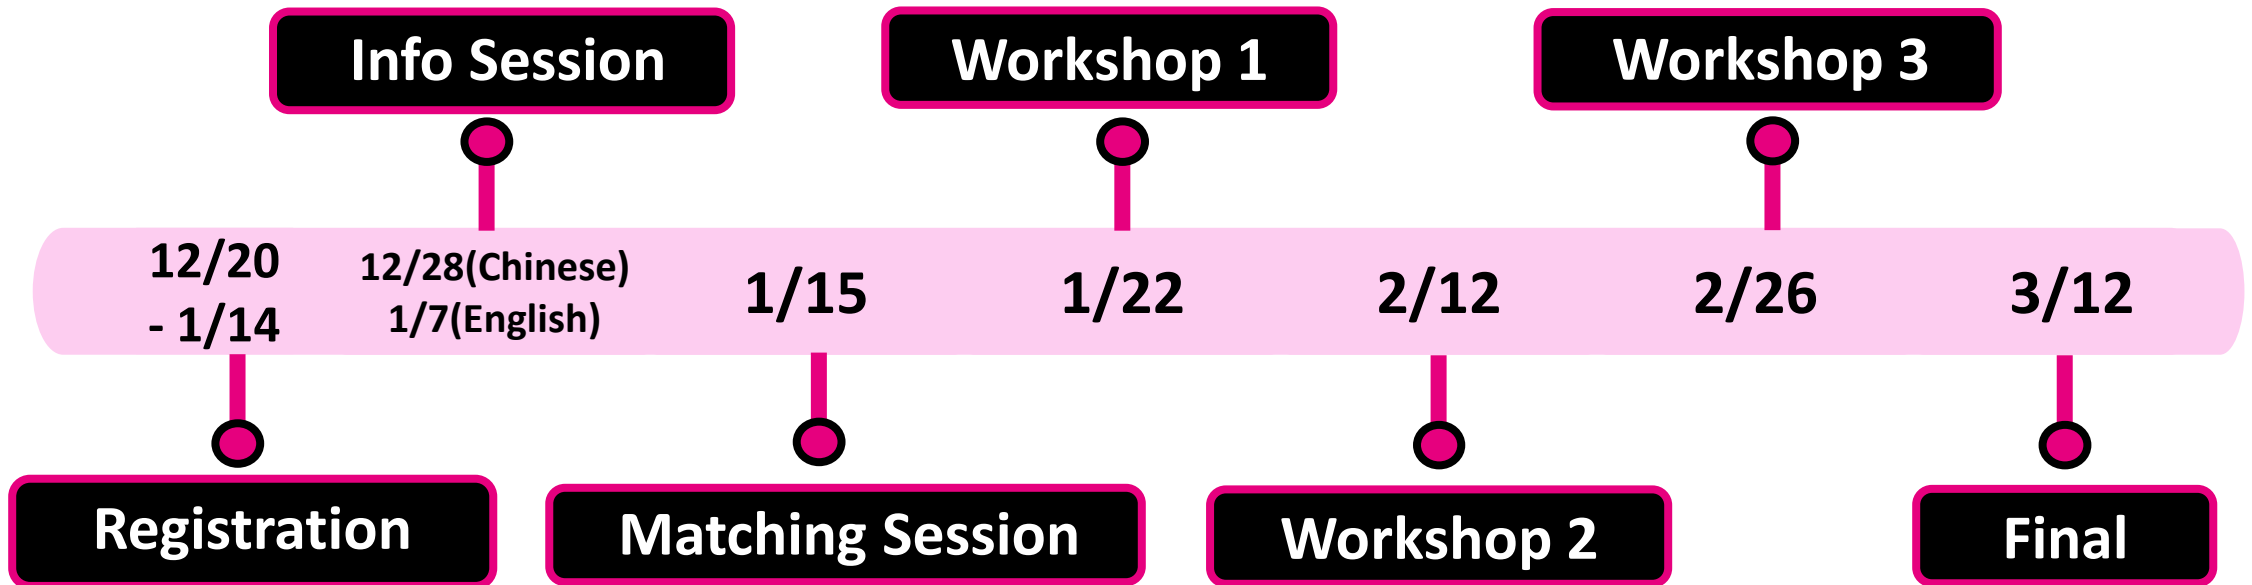 Info Session
Workshop 1
Workshop 3
12/20
- 1/14
12/28(Chinese)
1/7(English)
1/15
1/22
2/12
2/26
3/12
Registration
Matching Session
Workshop 2
Final